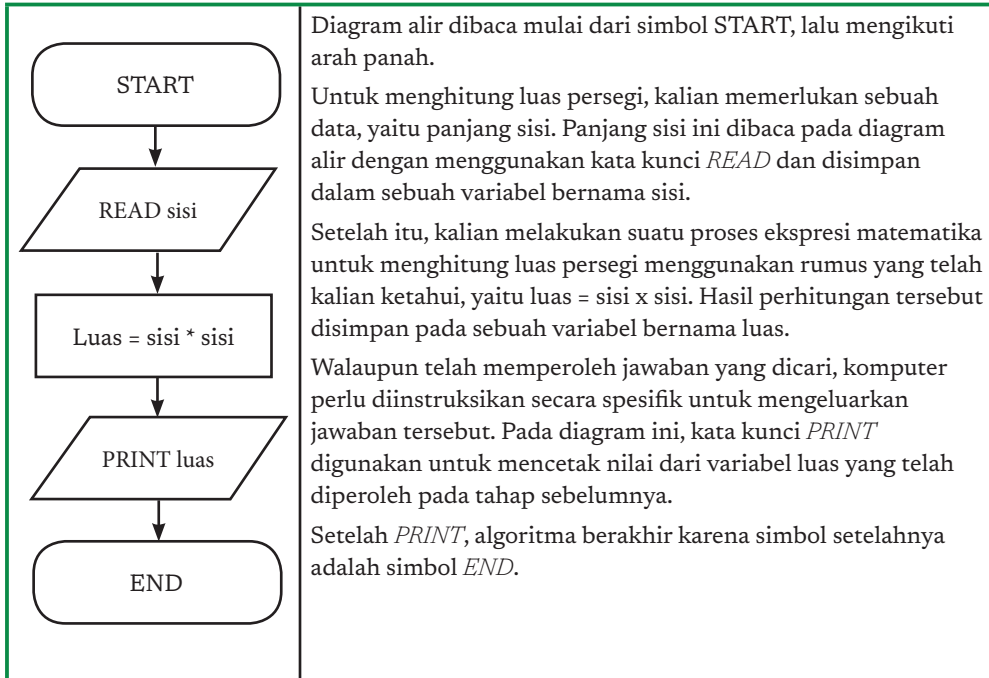 START
READ sisi
Luas = sisi * sisi
PRINT luas
END
Diagram alir dibaca mulai dari simbol START, lalu mengikuti
arah panah.
Untuk menghitung luas persegi, kalian memerlukan sebuah
data, yaitu panjang sisi. Panjang sisi ini dibaca pada diagram
alir dengan menggunakan kata kunci READ dan disimpan
dalam sebuah variabel bernama sisi.
Setelah itu, kalian melakukan suatu proses ekspresi matematika
untuk menghitung luas persegi menggunakan rumus yang telah
kalian ketahui, yaitu luas = sisi x sisi. Hasil perhitungan tersebut
disimpan pada sebuah variabel bernama luas.
Walaupun telah memperoleh jawaban yang dicari, komputer
perlu diinstruksikan secara spesifik untuk mengeluarkan
jawaban tersebut. Pada diagram ini, kata kunci PRINT
digunakan untuk mencetak nilai dari variabel luas yang telah
diperoleh pada tahap sebelumnya.
Setelah PRINT, algoritma berakhir karena simbol setelahnya
adalah simbol END.